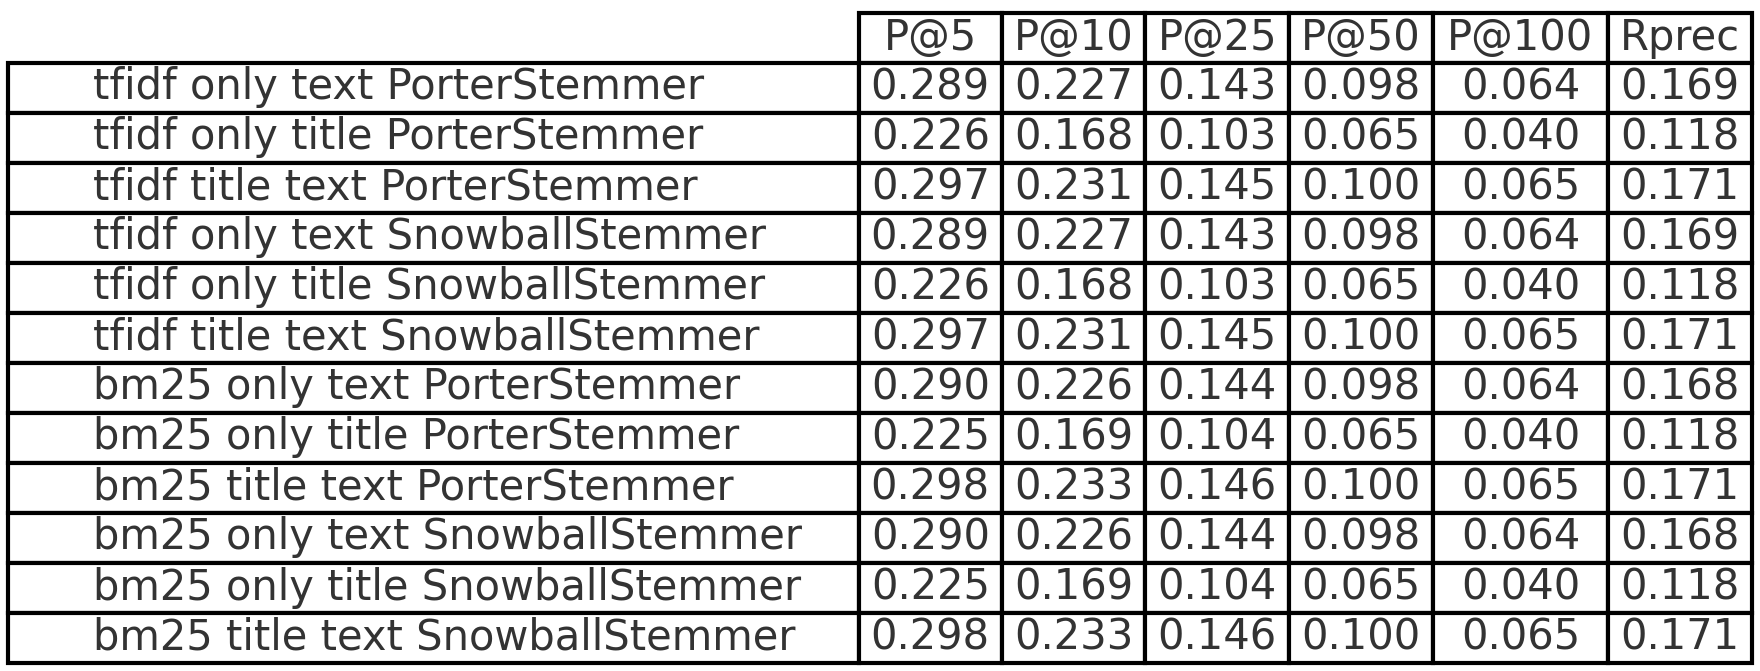 P@5 P@10 P@25 P@50 P@100 Rprec
tfidf only text PorterStemmer 0.289 0.227 0.143 0.098 0.064 0.169
tfidf only title PorterStemmer 0.226 0.168 0.103 0.065 0.040 0.118
tfidf title text PorterStemmer 0.297 0.231 0.145 0.100 0.065 0.171
tfidf only text SnowballStemmer 0.289 0.227 0.143 0.098 0.064 0.169
tfidf only title SnowballStemmer 0.226 0.168 0.103 0.065 0.040 0.118
tfidf title text SnowballStemmer 0.297 0.231 0.145 0.100 0.065 0.171
bm25 only text PorterStemmer 0.290 0.226 0.144 0.098 0.064 0.168
bm25 only title PorterStemmer 0.225 0.169 0.104 0.065 0.040 0.118
bm25 title text PorterStemmer 0.298 0.233 0.146 0.100 0.065 0.171
bm25 only text SnowballStemmer 0.290 0.226 0.144 0.098 0.064 0.168
bm25 only title SnowballStemmer 0.225 0.169 0.104 0.065 0.040 0.118
bm25 title text SnowballStemmer 0.298 0.233 0.146 0.100 0.065 0.171